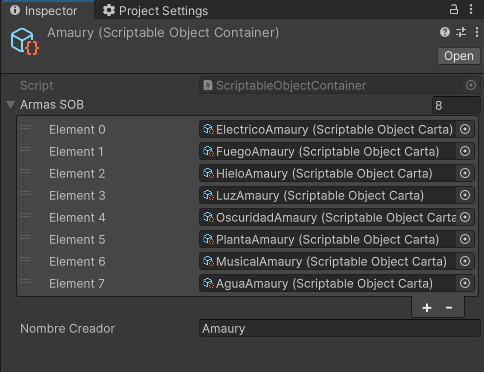 Inspector Project Settings
Amaury (Scriptable Object Container)
Open
Script ScriptableObjectContainer
Armas SOB 8
Element 0 ElectricoAmaury (Scriptable Object Carta)
Element 1 FuegoAmaury (Scriptable Object Carta)
Element 2 HieloAmaury (Scriptable Object Carta)
Element 3 LuzAmaury (Scriptable Object Carta)
Element 4 OscuridadAmaury (Scriptable Object Carta
Element 5 PlantaAmaury (Scriptable Object Carta)
Element 6 MusicalAmaury (Scriptable Object Carta)
Element 7 AguaAmaury (Scriptable Object Carta)
+ -
Nombre Creador Amaury